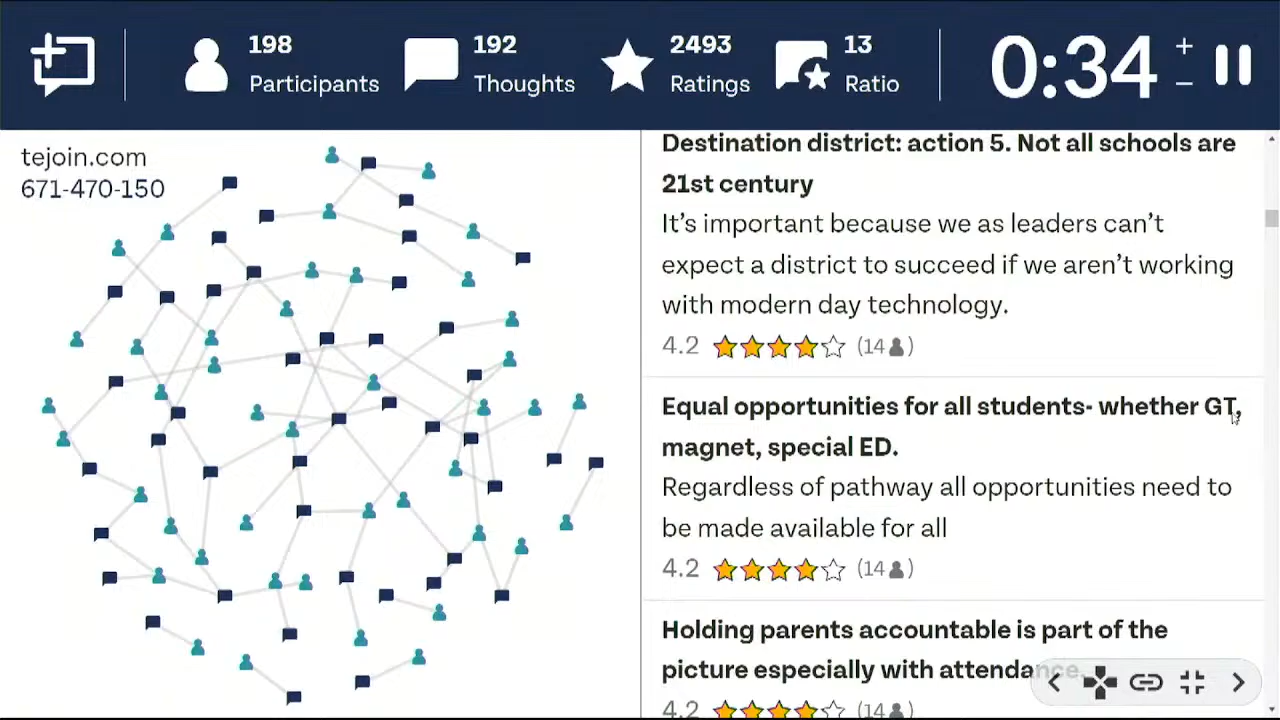 198
Participants
192
Thoughts
2493
Ratings
13
Ratio
0:34
+
−
tejoin.com
671-470-150
Destination district: action 5. Not all schools are
21st century
It’s important because we as leaders can’t
expect a district to succeed if we aren’t working
with modern day technology.
4.2 (14)
Equal opportunities for all students- whether GT,
magnet, special ED.
Regardless of pathway all opportunities need to
be made available for all
4.2 (14)
Holding parents accountable is part of the
picture especially with attendance.
4.2 (14)